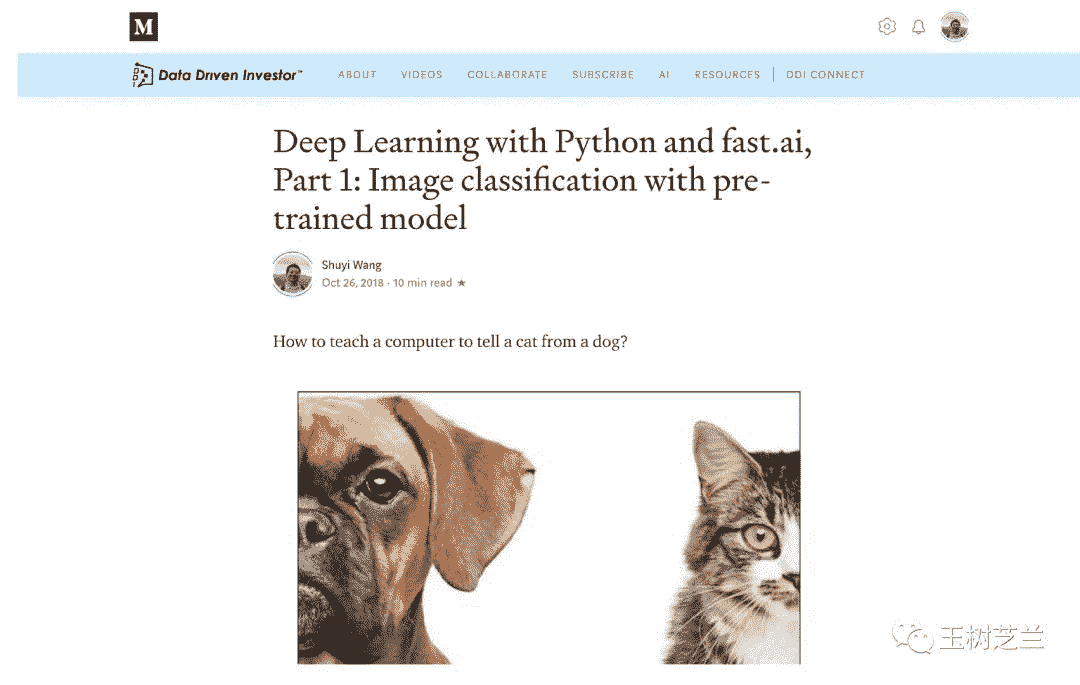 M
Data Driven Investor™
ABOUT VIDEOS COLLABORATE SUBSCRIBE AI RESOURCES DDI CONNECT
Deep Learning with Python and fast.ai,
Part 1: Image classification with pre-
trained model
Shuyi Wang
Oct 26, 2018 · 10 min read ★
How to teach a computer to tell a cat from a dog?
玉树芝兰